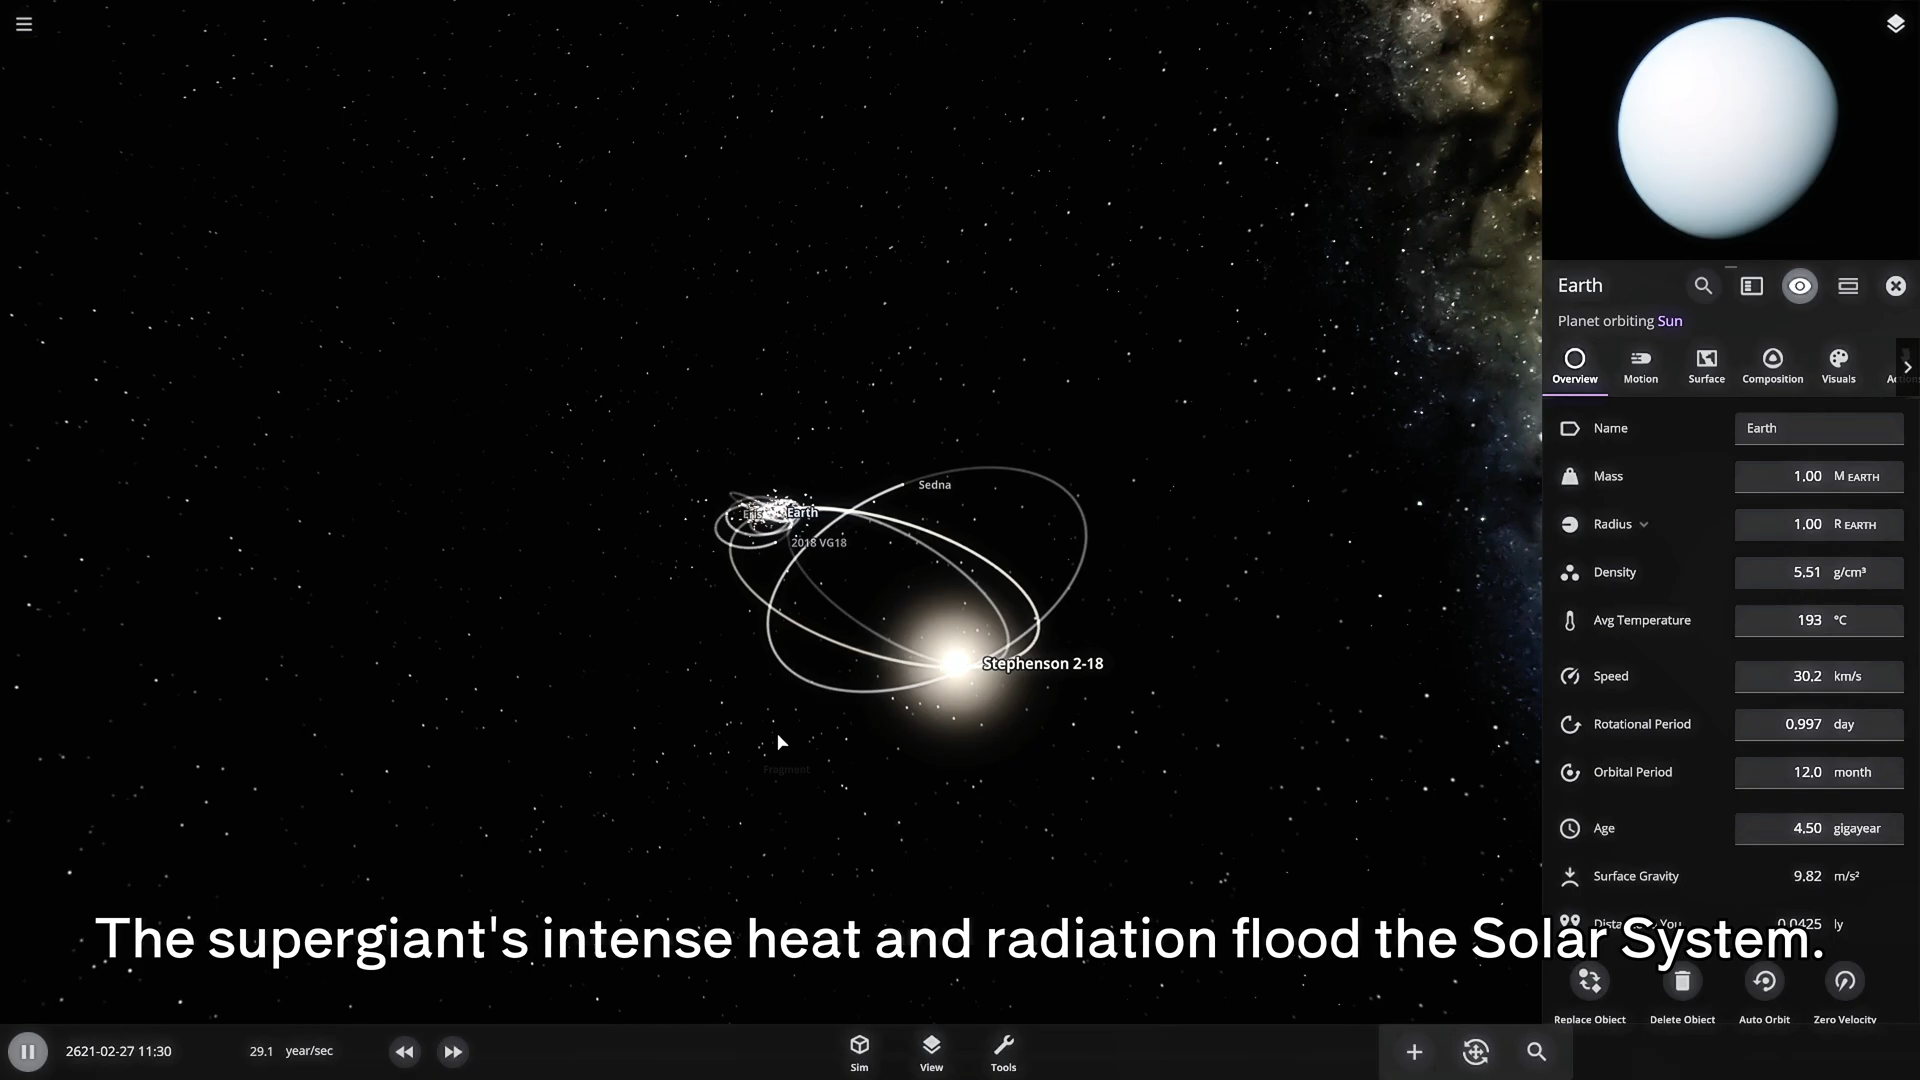 Earth
Planet orbiting Sun
Overview Motion Surface Composition Visuals
Name Earth
Mass 1.00 M EARTH
Radius 1.00 R EARTH
Density 5.51 g/cm³
Avg Temperature 193 °C
Speed 30.2 km/s
Rotational Period 0.997 day
Orbital Period 12.0 month
Age 4.50 gigayear
Surface Gravity 9.82 m/s²
0.0425 ly
Replace Object Delete Object Auto Orbit Zero Velocity
Sedna
Eris Earth
2018 VG18
Stephenson 2-18
Fragment
The supergiant's intense heat and radiation flood the Solar System.
2621-02-27 11:30 29.1 year/sec Sim View Tools